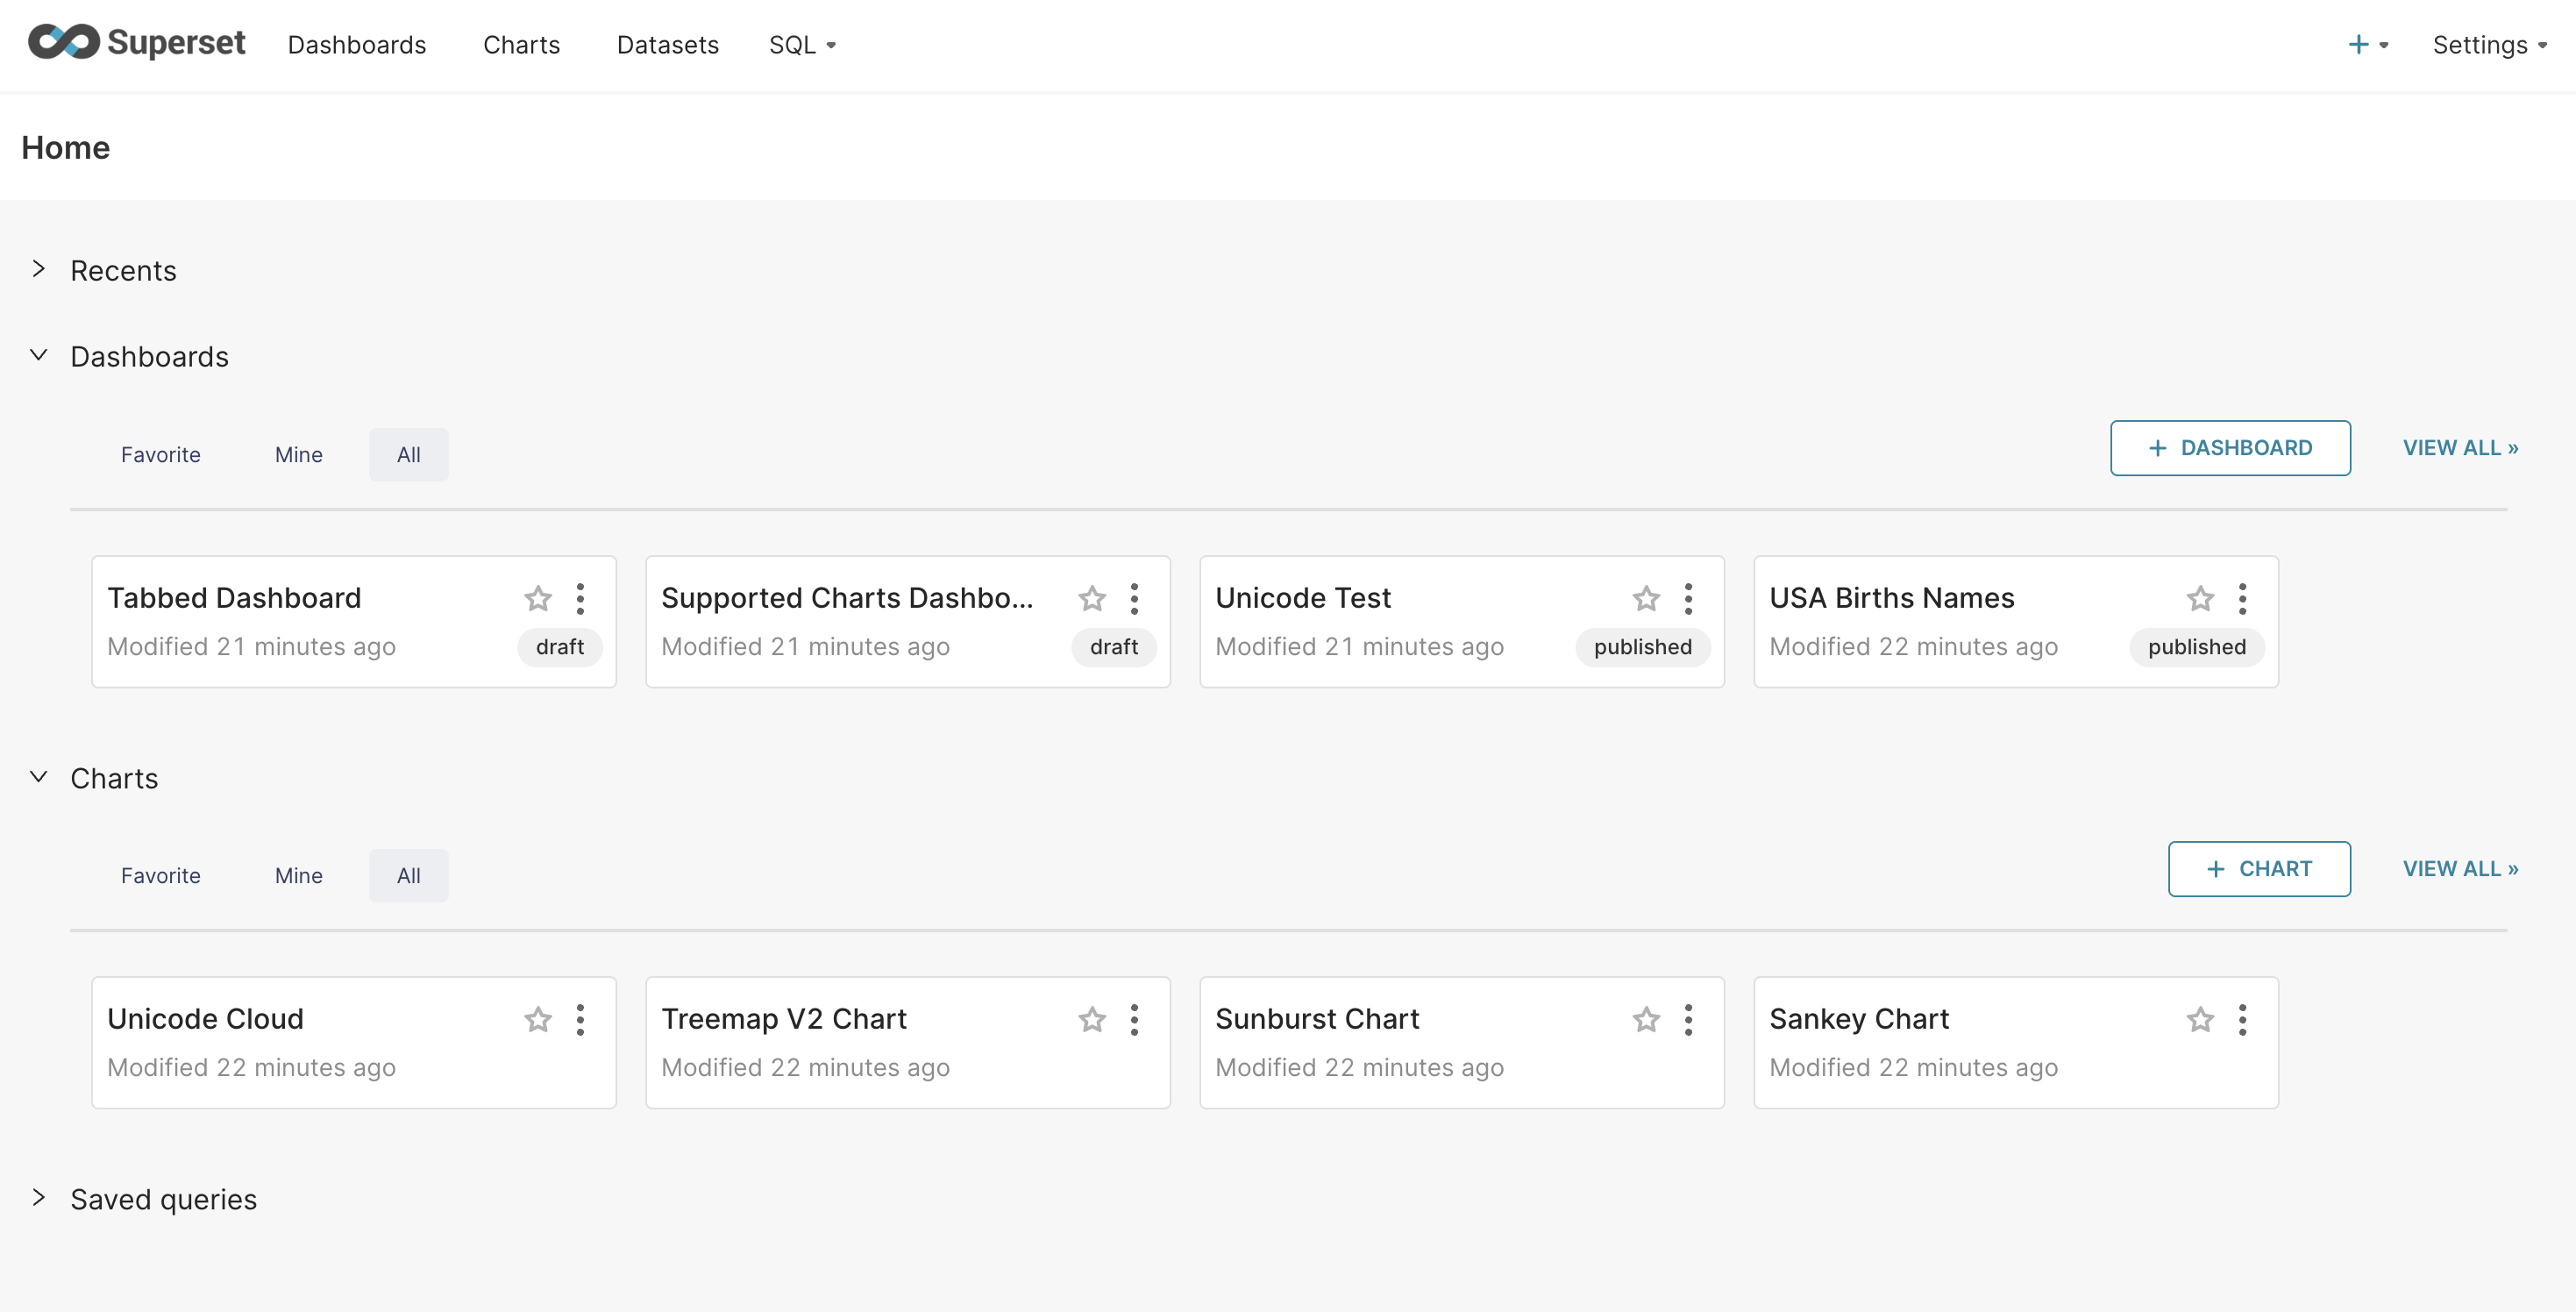 Superset Dashboards Charts Datasets SQL + Settings
Home
Recents
Dashboards
Favorite Mine All + DASHBOARD VIEW ALL »
Tabbed Dashboard Supported Charts Dashbo... Unicode Test USA Births Names
Modified 21 minutes ago draft Modified 21 minutes ago draft Modified 21 minutes ago published Modified 22 minutes ago published
Charts
Favorite Mine All + CHART VIEW ALL »
Unicode Cloud Treemap V2 Chart Sunburst Chart Sankey Chart
Modified 22 minutes ago Modified 22 minutes ago Modified 22 minutes ago Modified 22 minutes ago
Saved queries